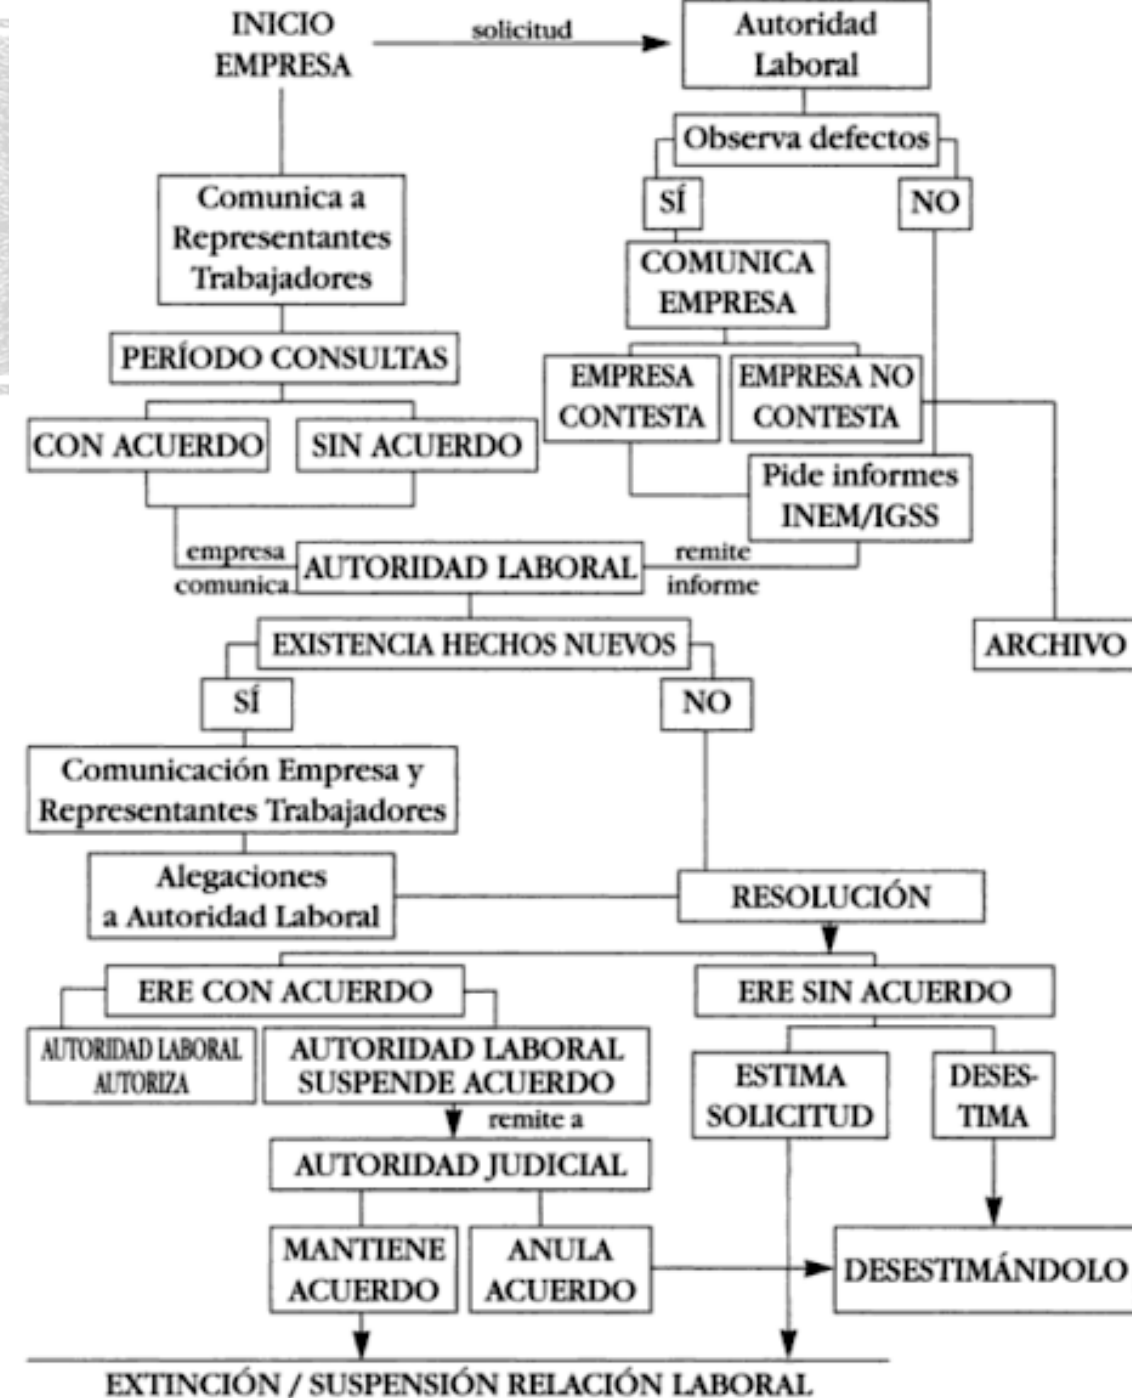 INICIO
EMPRESA
solicitud
Autoridad
Laboral
Observa defectos
SÍ
NO
Comunica a
Representantes
Trabajadores
COMUNICA
EMPRESA
PERÍODO CONSULTAS
EMPRESA
CONTESTA
EMPRESA NO
CONTESTA
CON ACUERDO
SIN ACUERDO
Pide informes
INEM/IGSS
empresa
comunica
AUTORIDAD LABORAL
remite
informe
EXISTENCIA HECHOS NUEVOS
ARCHIVO
SÍ
NO
Comunicación Empresa y
Representantes Trabajadores
Alegaciones
a Autoridad Laboral
RESOLUCIÓN
ERE CON ACUERDO
ERE SIN ACUERDO
AUTORIDAD LABORAL
AUTORIZA
AUTORIDAD LABORAL
SUSPENDE ACUERDO
ESTIMA
SOLICITUD
DESES-
TIMA
remite a
AUTORIDAD JUDICIAL
MANTIENE
ACUERDO
ANULA
ACUERDO
DESESTIMÁNDOLO
EXTINCIÓN / SUSPENSIÓN RELACIÓN LABORAL